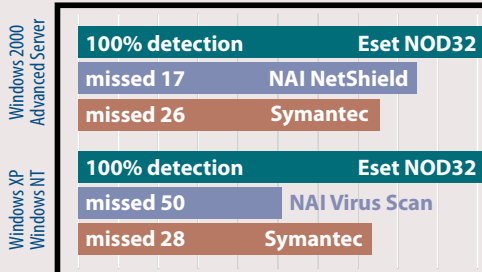 Windows 2000
Advanced Server
100% detection Eset NOD32
missed 17 NAI NetShield
missed 26 Symantec
Windows XP
Windows NT
100% detection Eset NOD32
missed 50 NAI Virus Scan
missed 28 Symantec